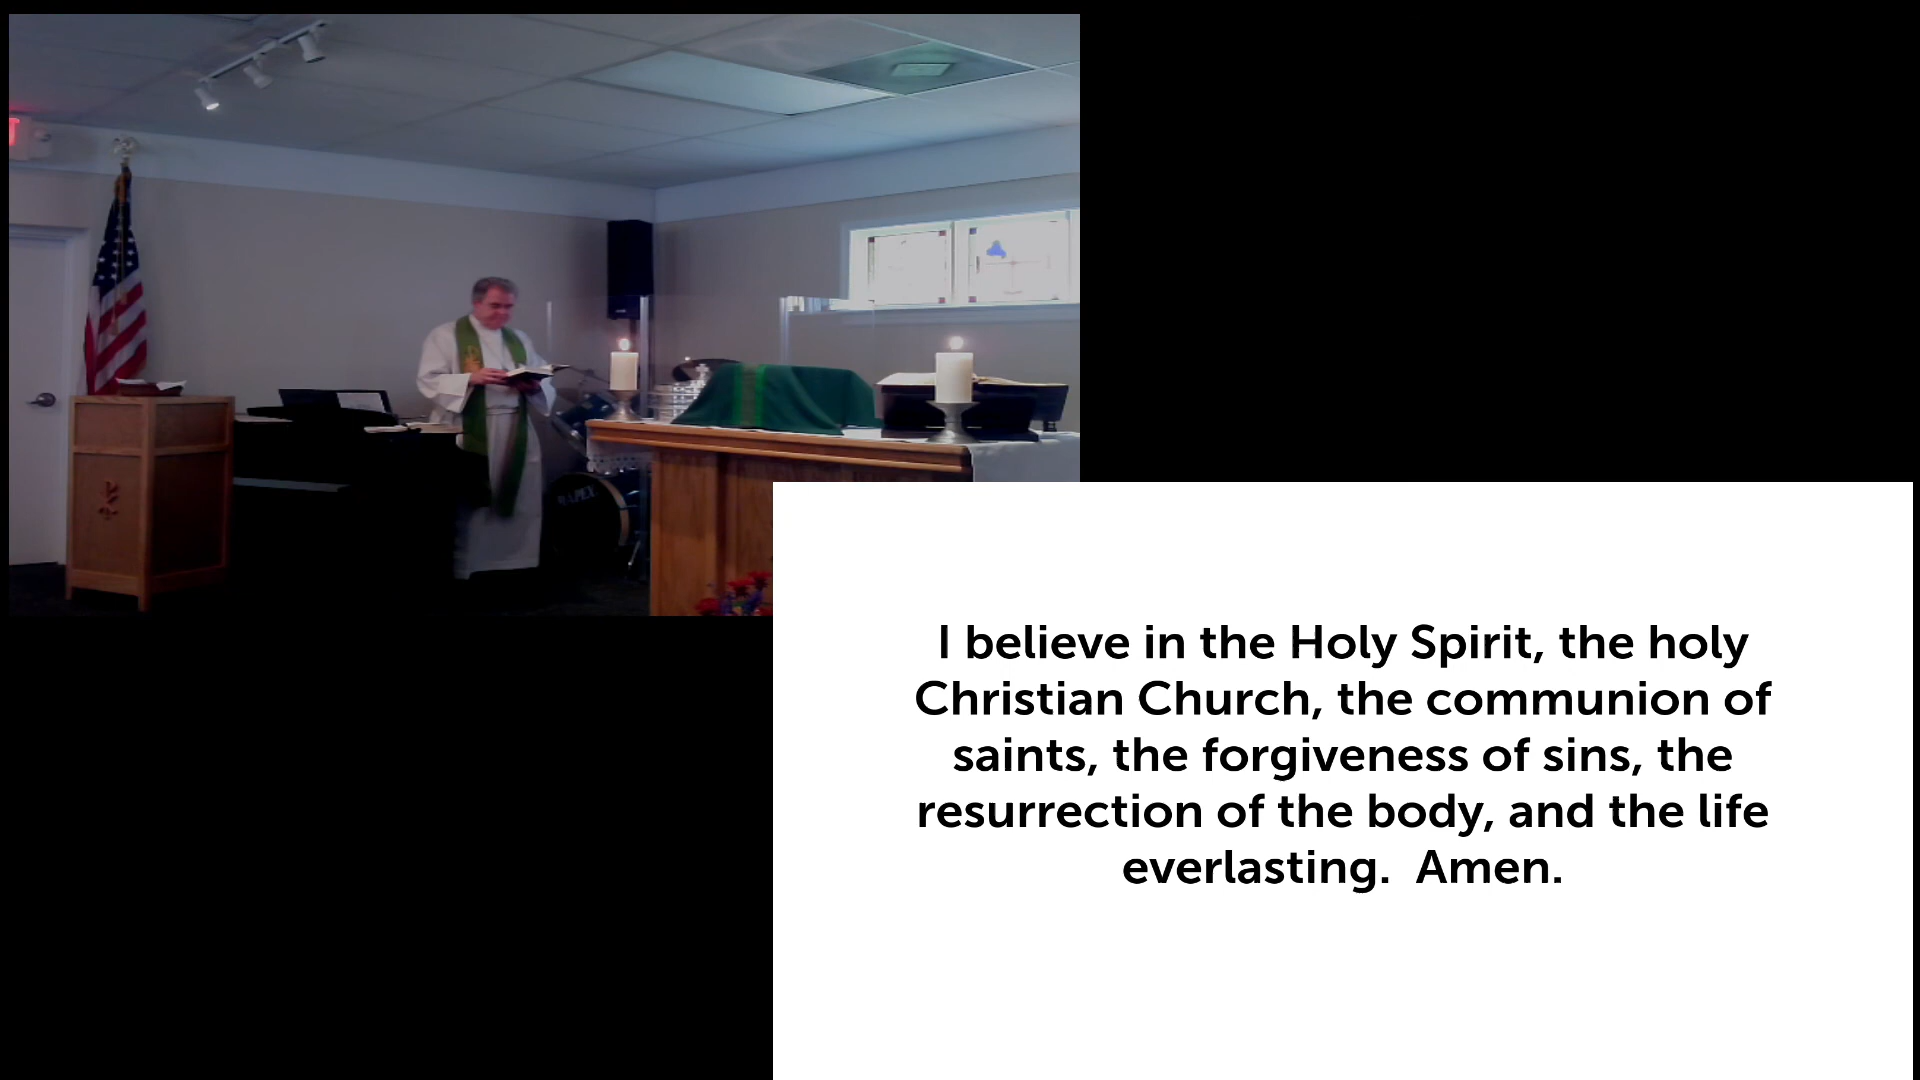 MAPEX
I believe in the Holy Spirit, the holy
Christian Church, the communion of
saints, the forgiveness of sins, the
resurrection of the body, and the life
everlasting.  Amen.